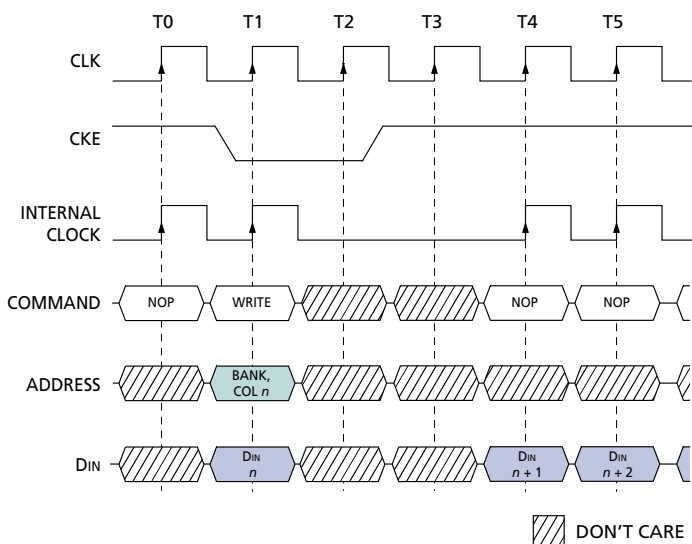 T0 T1 T2 T3 T4 T5
CLK
CKE
INTERNAL
CLOCK
COMMAND NOP WRITE NOP NOP
ADDRESS BANK,
COL n
DIN DIN
n DIN
n + 1 DIN
n + 2
DON'T CARE